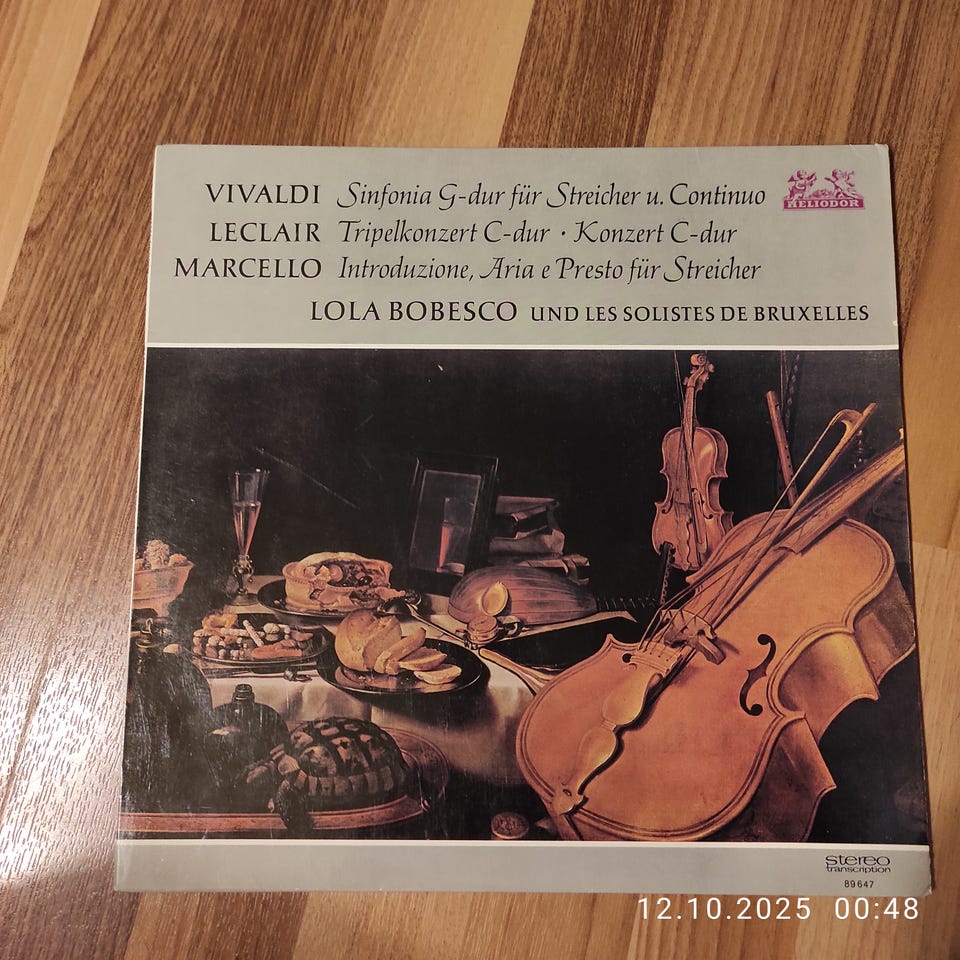 VIVALDI Sinfonia G-dur für Streicher u. Continuo
HELIODOR
LECLAIR Tripelkonzert C-dur · Konzert C-dur
MARCELLO Introduzione, Aria e Presto für Streicher
LOLA BOBESCO UND LES SOLISTES DE BRUXELLES
stereo
transcription
89647
12.10.2025 00:48